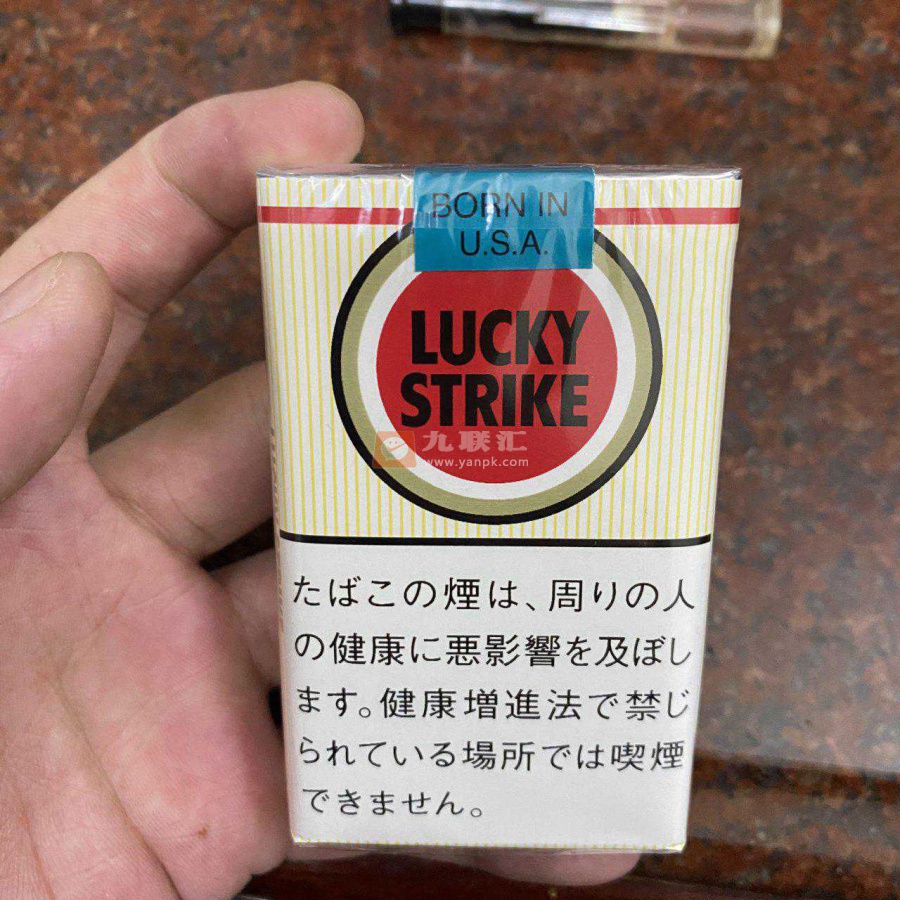 BORN IN
U.S.A.
LUCKY
STRIKE
九联汇
www.yanpk.com
たばこの煙は、周りの人
の健康に悪影響を及ぼし
ます。健康増進法で禁じ
られている場所では喫煙
できません。